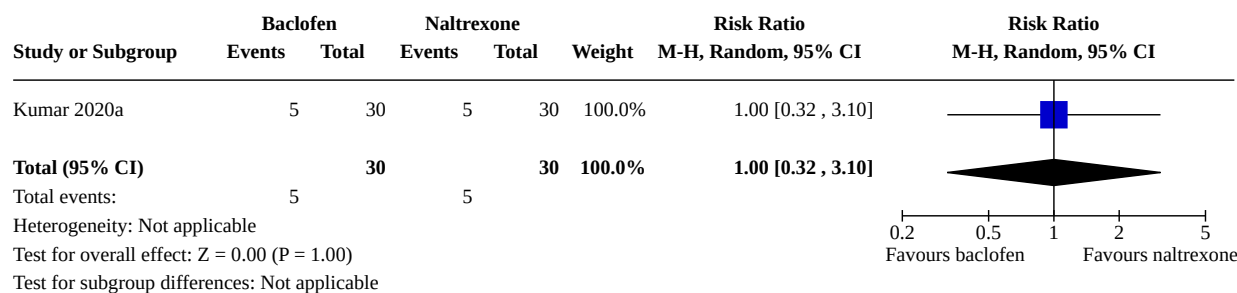 Baclofen Naltrexone Risk Ratio Risk Ratio
Study or Subgroup Events Total Events Total Weight M-H, Random, 95% CI M-H, Random, 95% CI
Kumar 2020a 5 30 5 30 100.0% 1.00 [0.32 , 3.10]
Total (95% CI) 30 30 100.0% 1.00 [0.32 , 3.10]
Total events: 5 5
Heterogeneity: Not applicable
0.2 0.5 1 2 5
Test for overall effect: Z = 0.00 (P = 1.00)
Favours baclofen Favours naltrexone
Test for subgroup differences: Not applicable